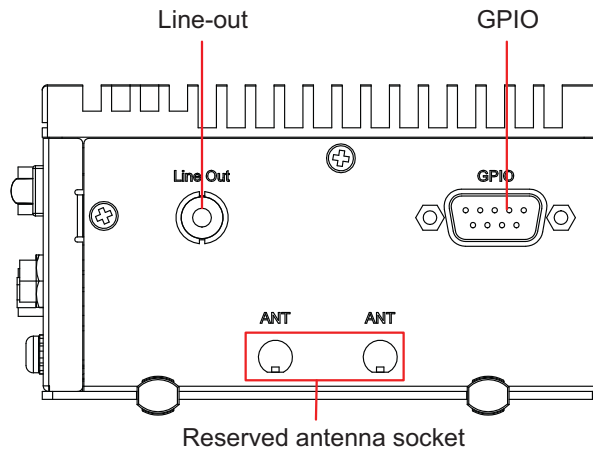 Line-out
GPIO
Line Out
GPIO
ANT
ANT
Reserved antenna socket